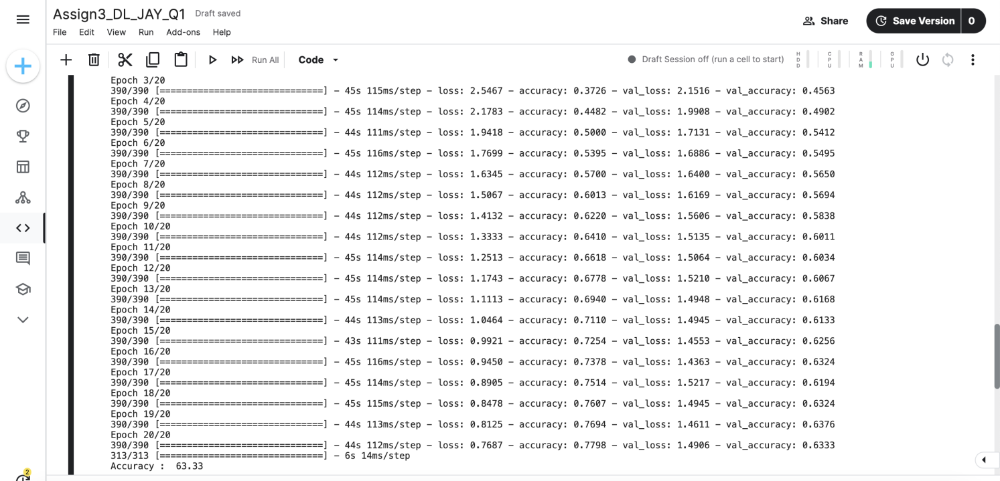 Assign3_DL_JAY_Q1 Draft saved
File Edit View Run Add-ons Help
Share
Save Version 0
Run All
Code
Draft Session off (run a cell to start)
HDD
CPU
RAM
GPU
Epoch 3/20
390/390 [==============================] - 45s 115ms/step - loss: 2.5467 - accuracy: 0.3726 - val_loss: 2.1516 - val_accuracy: 0.4563
Epoch 4/20
390/390 [==============================] - 45s 114ms/step - loss: 2.1783 - accuracy: 0.4482 - val_loss: 1.9908 - val_accuracy: 0.4902
Epoch 5/20
390/390 [==============================] - 44s 111ms/step - loss: 1.9418 - accuracy: 0.5000 - val_loss: 1.7131 - val_accuracy: 0.5412
Epoch 6/20
390/390 [==============================] - 45s 116ms/step - loss: 1.7699 - accuracy: 0.5395 - val_loss: 1.6886 - val_accuracy: 0.5495
Epoch 7/20
390/390 [==============================] - 44s 112ms/step - loss: 1.6345 - accuracy: 0.5700 - val_loss: 1.6400 - val_accuracy: 0.5650
Epoch 8/20
390/390 [==============================] - 44s 112ms/step - loss: 1.5067 - accuracy: 0.6013 - val_loss: 1.6169 - val_accuracy: 0.5694
Epoch 9/20
390/390 [==============================] - 44s 112ms/step - loss: 1.4132 - accuracy: 0.6220 - val_loss: 1.5606 - val_accuracy: 0.5838
Epoch 10/20
390/390 [==============================] - 44s 112ms/step - loss: 1.3333 - accuracy: 0.6410 - val_loss: 1.5135 - val_accuracy: 0.6011
Epoch 11/20
390/390 [==============================] - 45s 114ms/step - loss: 1.2513 - accuracy: 0.6618 - val_loss: 1.5064 - val_accuracy: 0.6034
Epoch 12/20
390/390 [==============================] - 45s 114ms/step - loss: 1.1743 - accuracy: 0.6778 - val_loss: 1.5210 - val_accuracy: 0.6067
Epoch 13/20
390/390 [==============================] - 45s 114ms/step - loss: 1.1113 - accuracy: 0.6940 - val_loss: 1.4948 - val_accuracy: 0.6168
Epoch 14/20
390/390 [==============================] - 44s 113ms/step - loss: 1.0464 - accuracy: 0.7110 - val_loss: 1.4945 - val_accuracy: 0.6133
Epoch 15/20
390/390 [==============================] - 43s 111ms/step - loss: 0.9921 - accuracy: 0.7254 - val_loss: 1.4553 - val_accuracy: 0.6256
Epoch 16/20
390/390 [==============================] - 45s 116ms/step - loss: 0.9450 - accuracy: 0.7378 - val_loss: 1.4363 - val_accuracy: 0.6324
Epoch 17/20
390/390 [==============================] - 45s 114ms/step - loss: 0.8905 - accuracy: 0.7514 - val_loss: 1.5217 - val_accuracy: 0.6194
Epoch 18/20
390/390 [==============================] - 45s 115ms/step - loss: 0.8478 - accuracy: 0.7607 - val_loss: 1.4945 - val_accuracy: 0.6324
Epoch 19/20
390/390 [==============================] - 44s 113ms/step - loss: 0.8125 - accuracy: 0.7694 - val_loss: 1.4611 - val_accuracy: 0.6376
Epoch 20/20
390/390 [==============================] - 44s 112ms/step - loss: 0.7687 - accuracy: 0.7798 - val_loss: 1.4906 - val_accuracy: 0.6333
313/313 [==============================] - 6s 14ms/step
Accuracy :  63.33
2